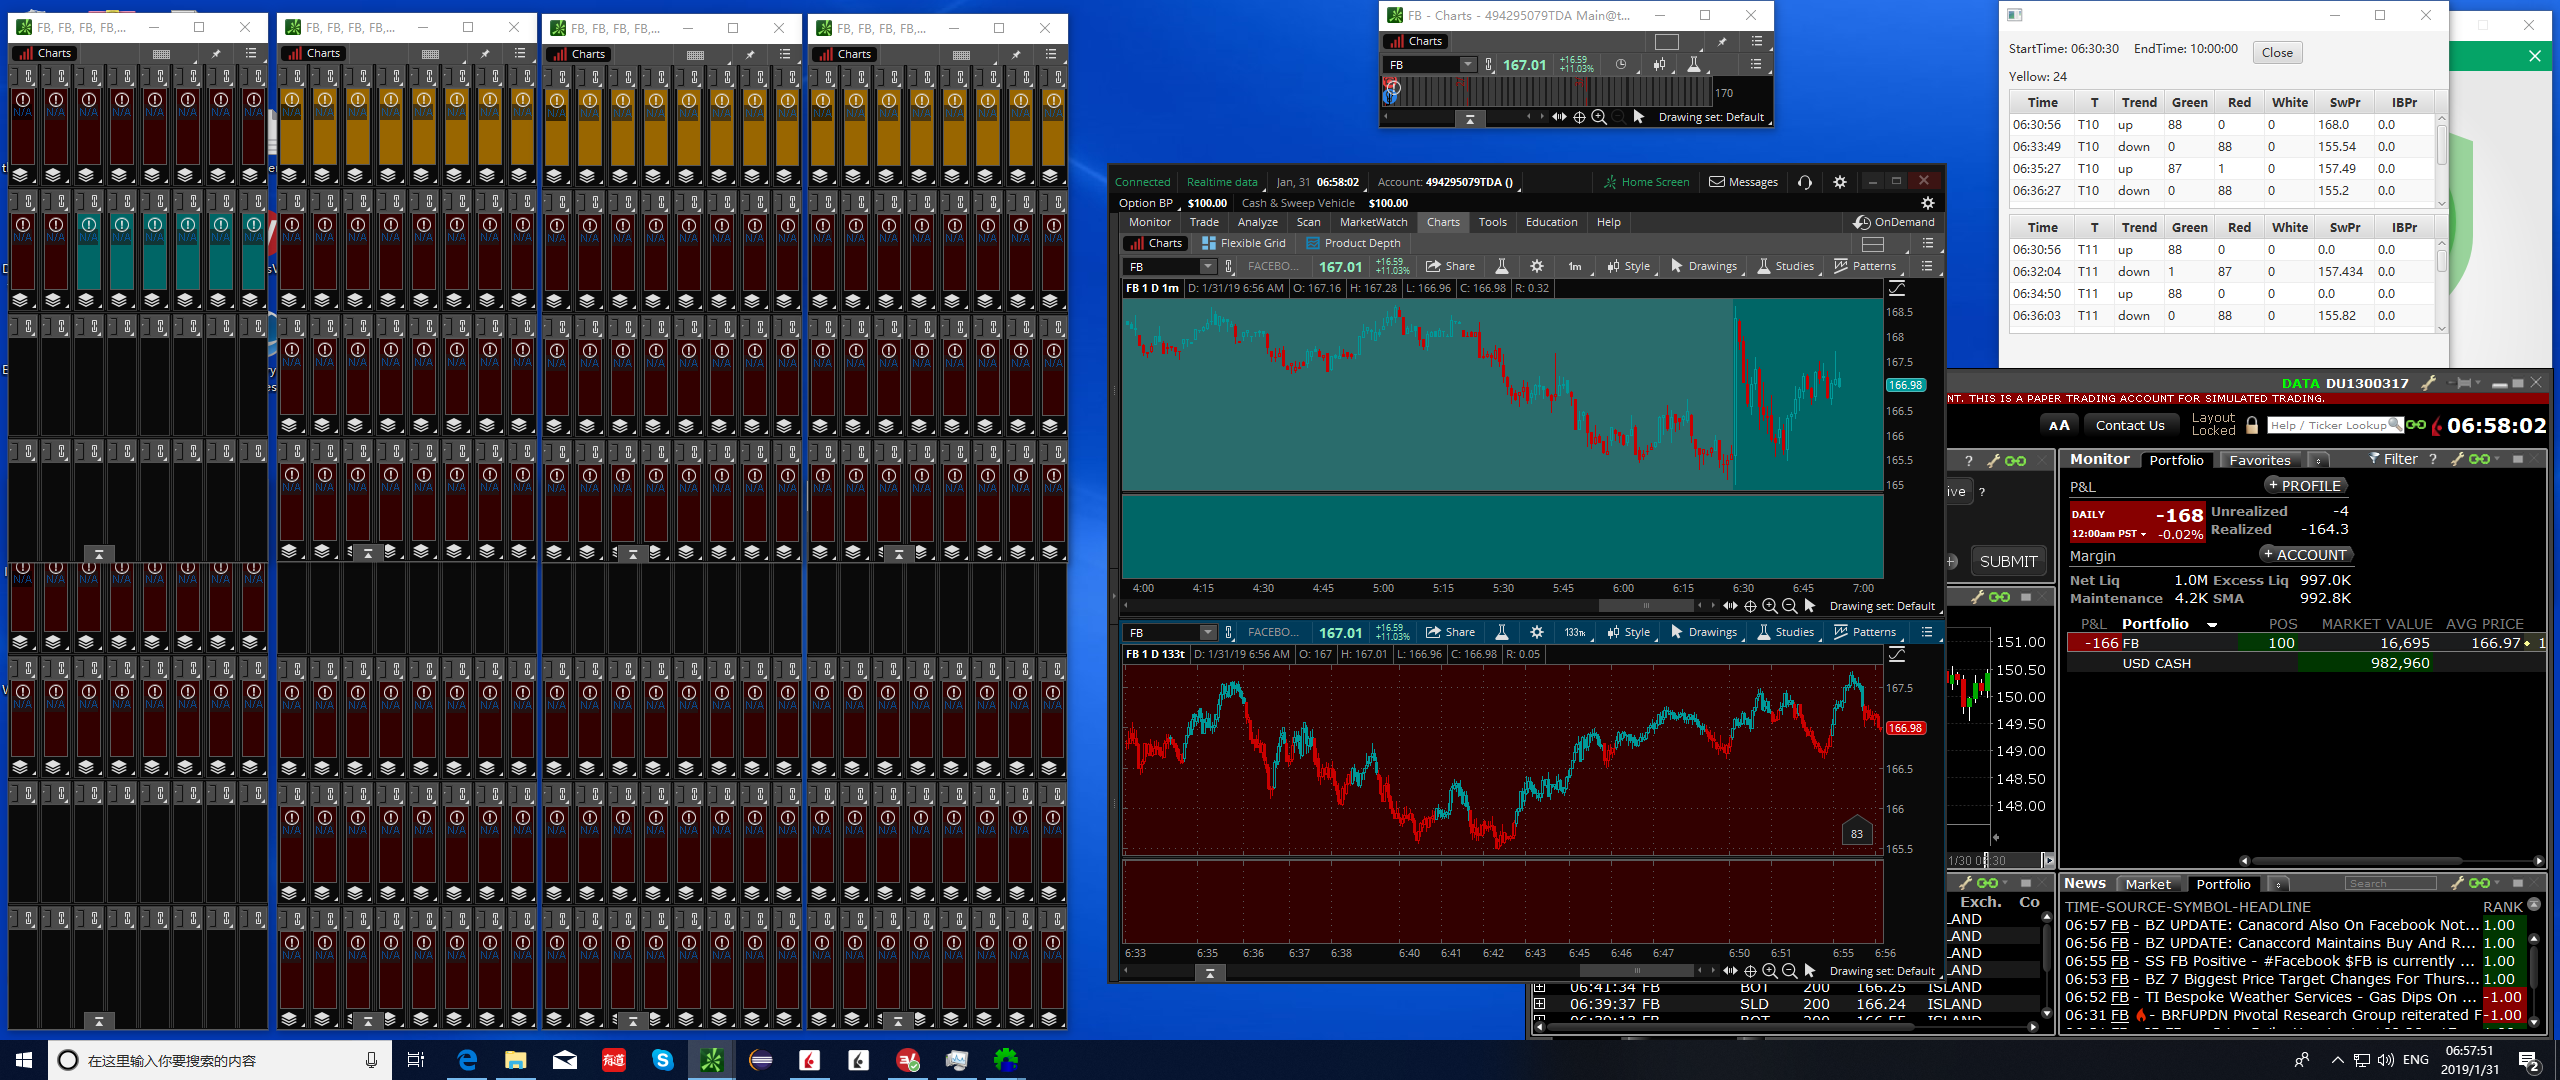 FB, FB, FB, FB,...
Charts
FB, FB, FB, FB,...
Charts
FB, FB, FB, FB,...
Charts
FB, FB, FB, FB,...
Charts
FB - Charts - 494295079TDA Main@t...
Charts
FB 167.01 +16.59 +11.03%
170
Drawing set: Default
Connected Realtime data Jan, 31 06:58:02 Account: 494295079TDA () Home Screen Messages
Option BP $100.00 Cash & Sweep Vehicle $100.00
Monitor Trade Analyze Scan MarketWatch Charts Tools Education Help OnDemand
Charts Flexible Grid Product Depth
FB FACEBO... 167.01 +16.59 +11.03% Share 1m Style Drawings Studies Patterns
FB 1 D 1m D: 1/31/19 6:56 AM O: 167.16 H: 167.28 L: 166.96 C: 166.98 R: 0.32
168.5
168
167.5
166.98
166.5
166
165.5
165
4:00 4:15 4:30 4:45 5:00 5:15 5:30 5:45 6:00 6:15 6:30 6:45 7:00
Drawing set: Default
FB FACEBO... 167.01 +16.59 +11.03% Share 133t Style Drawings Studies Patterns
FB 1 D 133t D: 1/31/19 6:56 AM O: 167 H: 167.01 L: 166.96 C: 166.98 R: 0.05
167.5
166.98
166.5
166
83
165.5
6:33 6:35 6:36 6:37 6:38 6:40 6:41 6:42 6:43 6:45 6:46 6:47 6:50 6:51 6:55 6:56
Drawing set: Default
StartTime: 06:30:30 EndTime: 10:00:00 Close
Yellow: 24
Time T Trend Green Red White SwPr IBPr
06:30:56 T10 up 88 0 0 168.0 0.0
06:33:49 T10 down 0 88 0 155.54 0.0
06:35:27 T10 up 87 1 0 157.49 0.0
06:36:27 T10 down 0 88 0 155.2 0.0
Time T Trend Green Red White SwPr IBPr
06:30:56 T11 up 88 0 0 0.0 0.0
06:32:04 T11 down 1 87 0 157.434 0.0
06:34:50 T11 up 88 0 0 0.0 0.0
06:36:03 T11 down 0 88 0 155.82 0.0
DATA DU1300317
NT. THIS IS A PAPER TRADING ACCOUNT FOR SIMULATED TRADING.
AA Contact Us Layout Locked Help / Ticker Lookup 06:58:02
Monitor Portfolio Favorites Filter ?
P&L + PROFILE
DAILY -168 Unrealized -4
12:00am PST -0.02% Realized -164.3
Margin + ACCOUNT
Net Liq 1.0M Excess Liq 997.0K
Maintenance 4.2K SMA 992.8K
P&L Portfolio POS MARKET VALUE AVG PRICE
-166 FB 100 16,695 166.97
USD CASH 982,960
ive ?
SUBMIT
151.00
150.50
150.00
149.50
149.00
148.50
148.00
Exch. Co
LAND
LAND
LAND
LAND
06:41:34 FB BOT 200 166.25 ISLAND
06:39:37 FB SLD 200 166.24 ISLAND
News Market Portfolio Search
TIME-SOURCE-SYMBOL-HEADLINE RANK
06:57 FB - BZ UPDATE: Canacord Also On Facebook Not... 1.00
06:56 FB - BZ UPDATE: Canaccord Maintains Buy And R... 1.00
06:55 FB - SS FB Positive - #Facebook $FB is currently ... 1.00
06:53 FB - BZ 7 Biggest Price Target Changes For Thurs... 1.00
06:52 FB - TI Bespoke Weather Services - Gas Dips On ... -1.00
06:31 FB - BRFUPDN Pivotal Research Group reiterated F -1.00
在这里输入你要搜索的内容
有道
ENG
06:57:51
2019/1/31
2